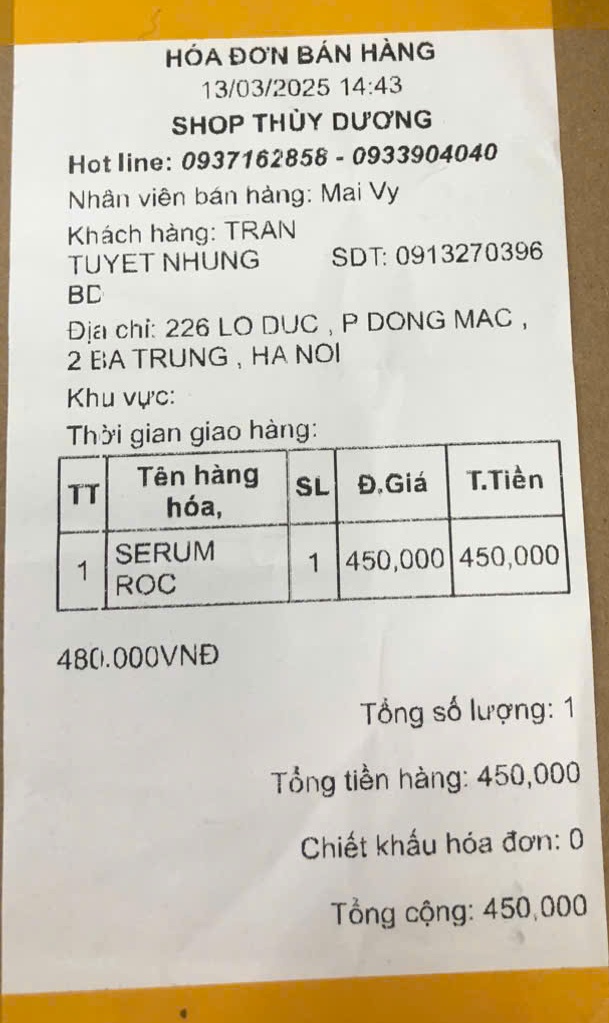 HÓA ĐƠN BÁN HÀNG
13/03/2025 14:43
SHOP THÙY DƯƠNG
Hot line: 0937162858 - 0933904040
Nhân viên bán hàng: Mai Vy
Khách hàng: TRAN
TUYET NHUNG SDT: 0913270396
BD
Địa chỉ: 226 LO DUC , P DONG MAC ,
2 BA TRUNG , HA NOI
Khu vực:
Thời gian giao hàng:
TT Tên hàng hóa, SL Đ.Giá T.Tiền
1 SERUM ROC 1 450,000 450,000
480.000VNĐ
Tổng số lượng: 1
Tổng tiền hàng: 450,000
Chiết khấu hóa đơn: 0
Tổng cộng: 450,000